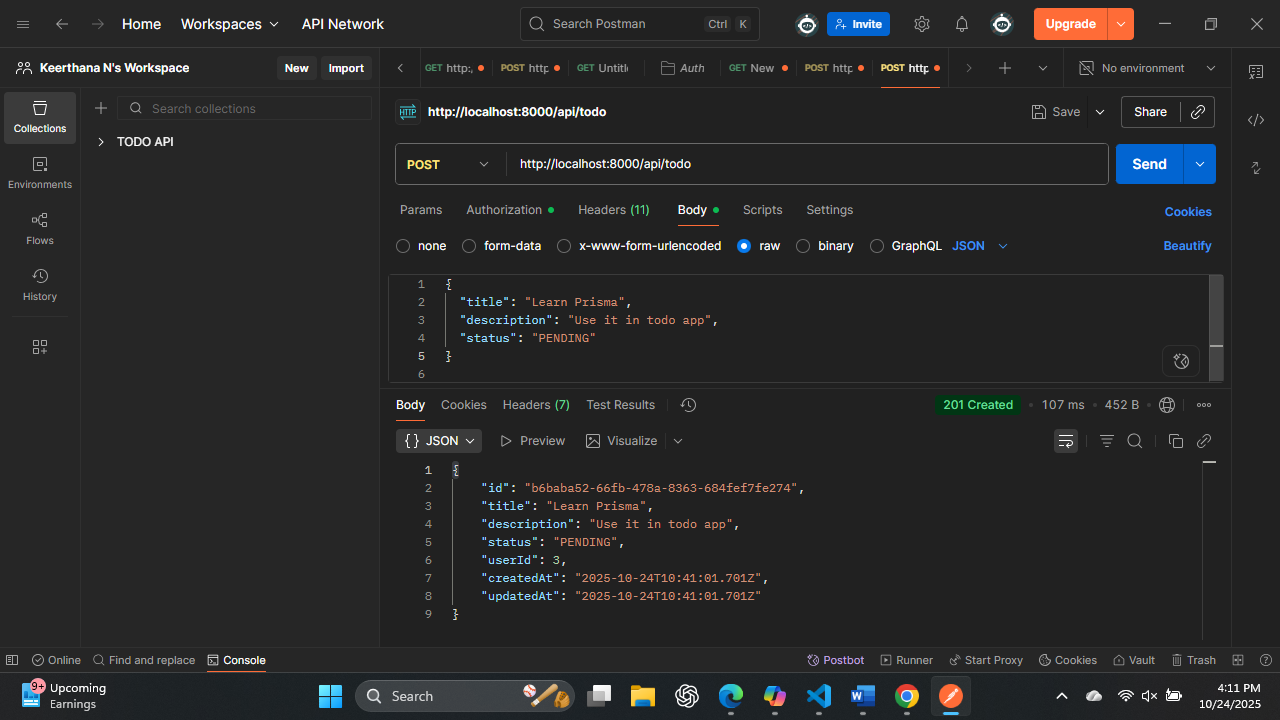 Home
Workspaces
API Network
Search Postman
Ctrl
K
Invite
Upgrade
Keerthana N's Workspace
New
Import
GET http:,
POST http
GET Untitle
Auth
GET New
POST http
POST http
No environment
Collections
Environments
Flows
History
Search collections
TODO API
HTTP
http://localhost:8000/api/todo
Save
Share
POST
http://localhost:8000/api/todo
Send
Params
Authorization
Headers (11)
Body
Scripts
Settings
Cookies
none
form-data
x-www-form-urlencoded
raw
binary
GraphQL
JSON
Beautify
1 {
2 "title": "Learn Prisma",
3 "description": "Use it in todo app",
4 "status": "PENDING"
5 }
6
Body
Cookies
Headers (7)
Test Results
201 Created
107 ms
452 B
{} JSON
Preview
Visualize
1 {
2 "id": "b6baba52-66fb-478a-8363-684fef7fe274",
3 "title": "Learn Prisma",
4 "description": "Use it in todo app",
5 "status": "PENDING",
6 "userId": 3,
7 "createdAt": "2025-10-24T10:41:01.701Z",
8 "updatedAt": "2025-10-24T10:41:01.701Z"
9 }
Online
Find and replace
Console
Postbot
Runner
Start Proxy
Cookies
Vault
Trash
9+
Upcoming
Earnings
Search
4:11 PM
10/24/2025